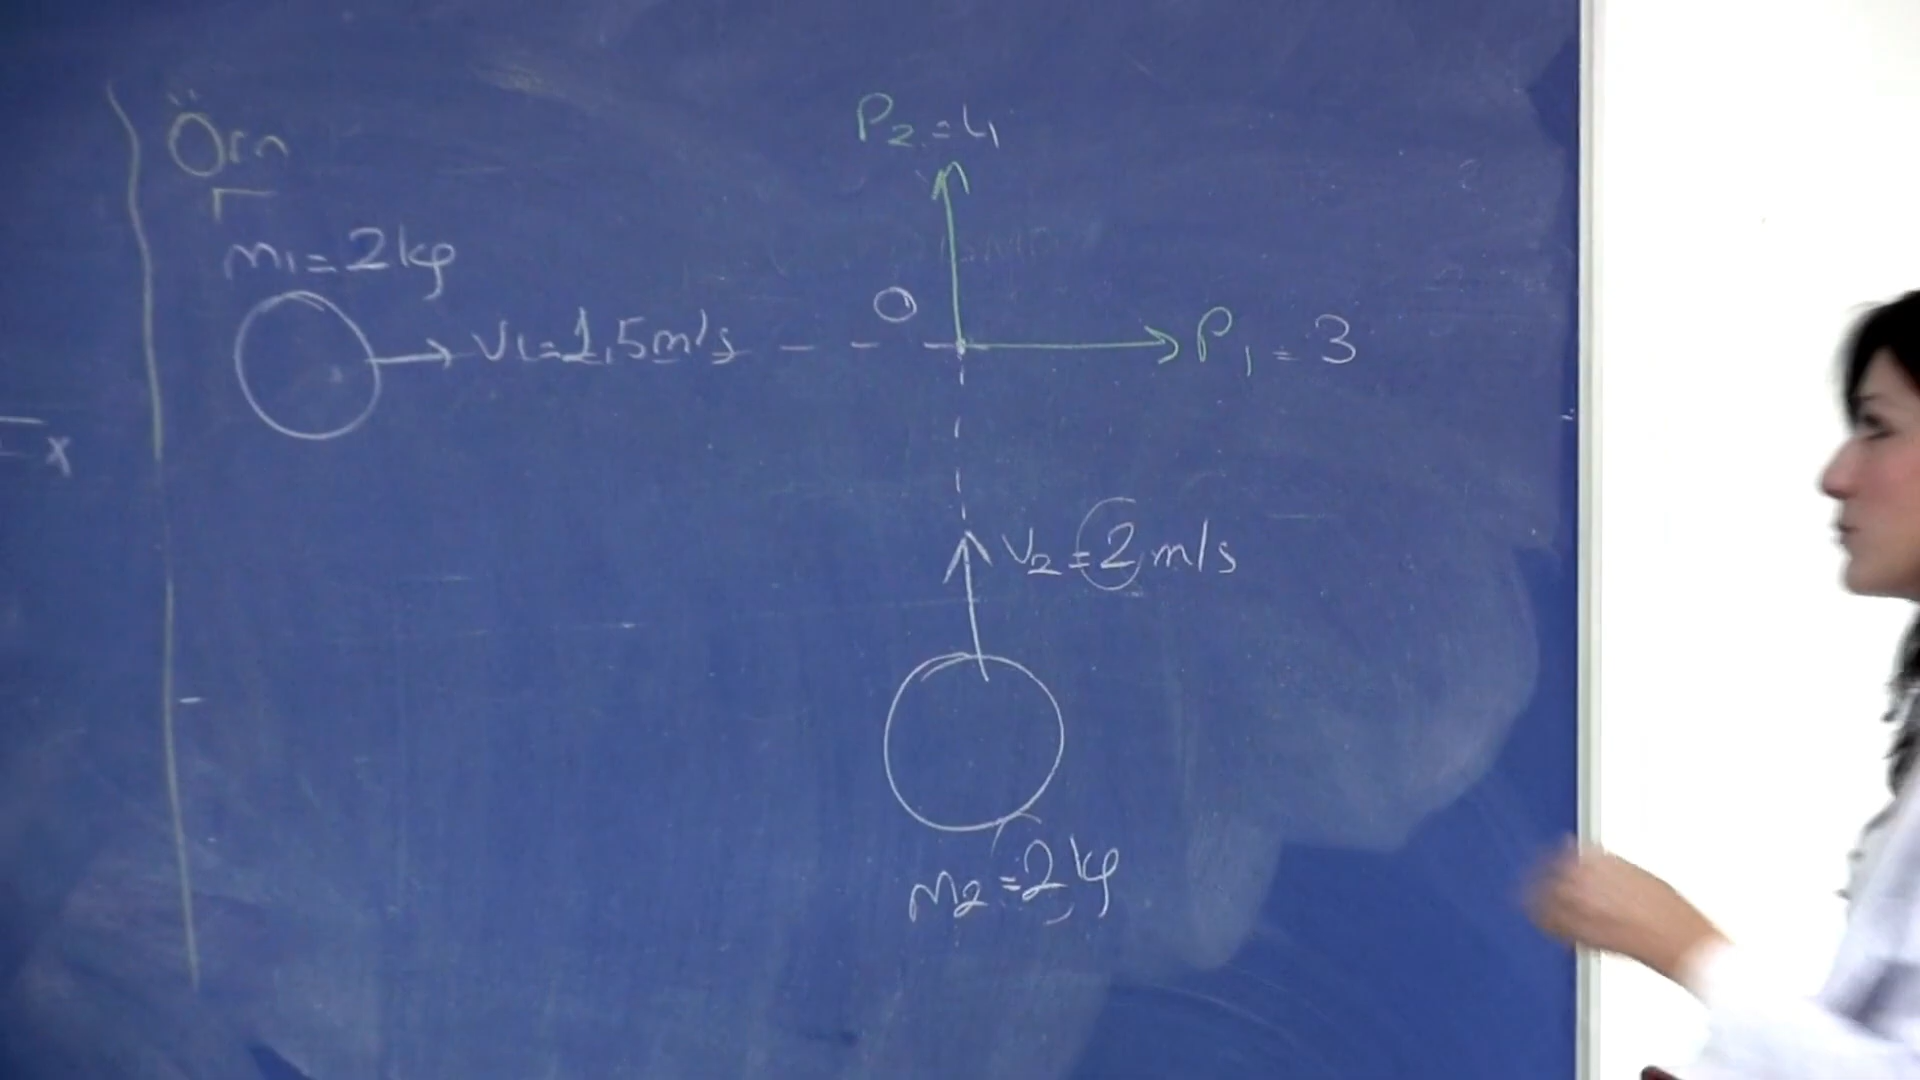 Örn
m1=2kg
V1=1,5m/s
O
P2=4
P1=3
V2=2m/s
m2=2kg
x